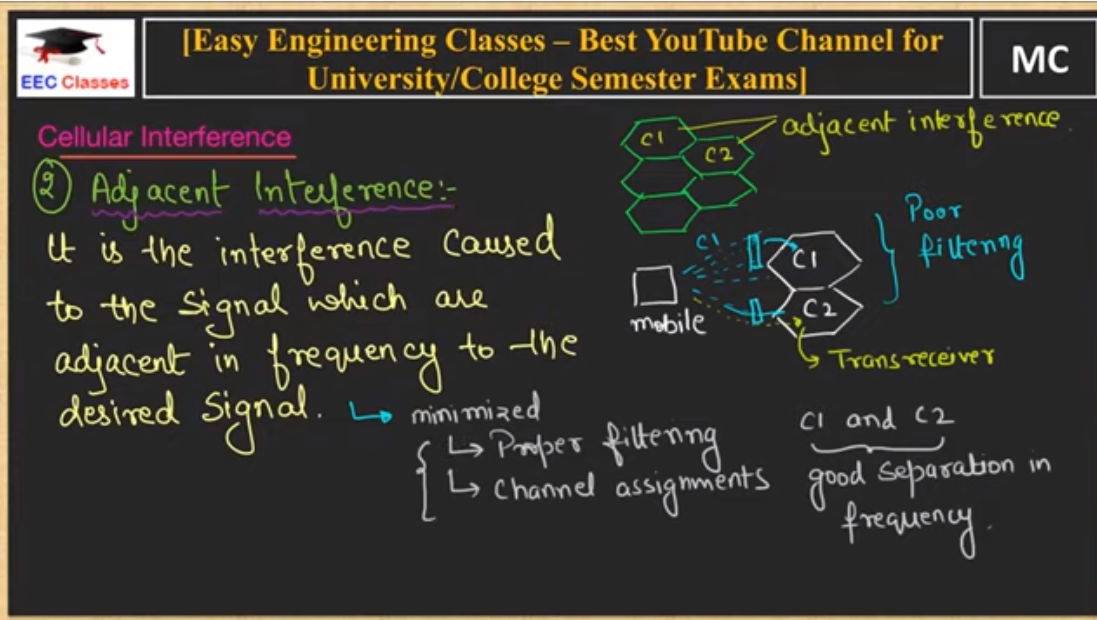 EEC Classes
[Easy Engineering Classes – Best YouTube Channel for
University/College Semester Exams]
MC
Cellular Interference
② Adjacent Interference:-
It is the interference caused
to the signal which are
adjacent in frequency to the
desired signal.
minimized
Proper filtering
Channel assignments
C1
C2
adjacent interference.
C1
C1
C2
mobile
Poor
filtering
Transreceiver
C1 and C2
good separation in
frequency.